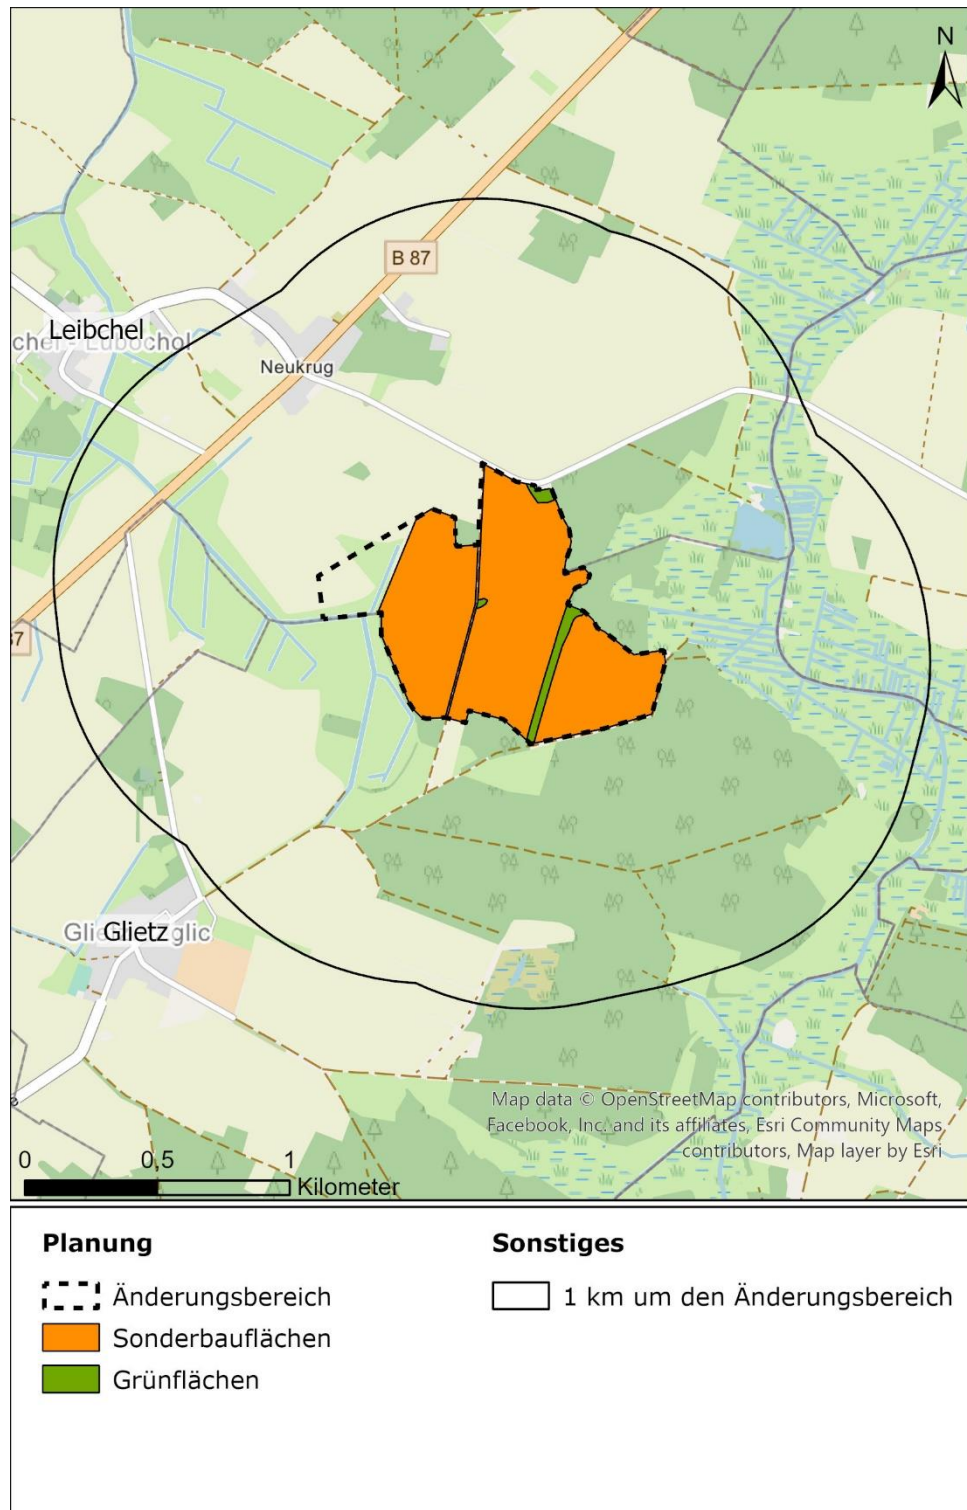 N
B 87
Leibchel
Neukrug
87
Glietz
Map data © OpenStreetMap contributors, Microsoft,
Facebook, Inc. and its affiliates, Esri Community Maps
contributors, Map layer by Esri
0 0,5 1
Kilometer
Planung
Änderungsbereich
Sonderbauflächen
Grünflächen
Sonstiges
1 km um den Änderungsbereich